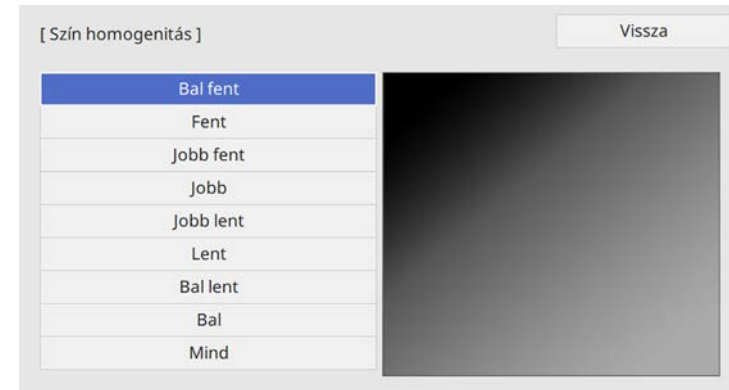 [ Szín homogenitás ]
Vissza
Bal fent
Fent
Jobb fent
Jobb
Jobb lent
Lent
Bal lent
Bal
Mind